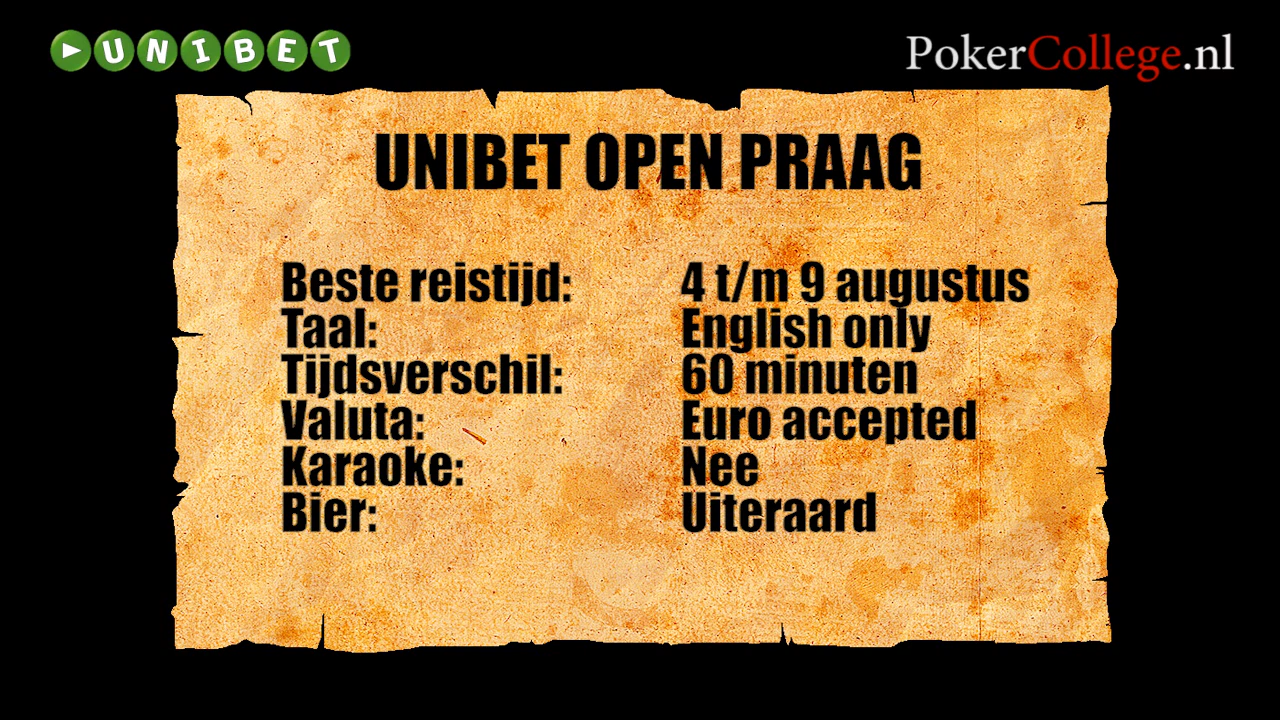 UNIBET
PokerCollege.nl
UNIBET OPEN PRAAG
Beste reistijd: 4 t/m 9 augustus
Taal: English only
Tijdsverschil: 60 minuten
Valuta: Euro accepted
Karaoke: Nee
Bier: Uiteraard